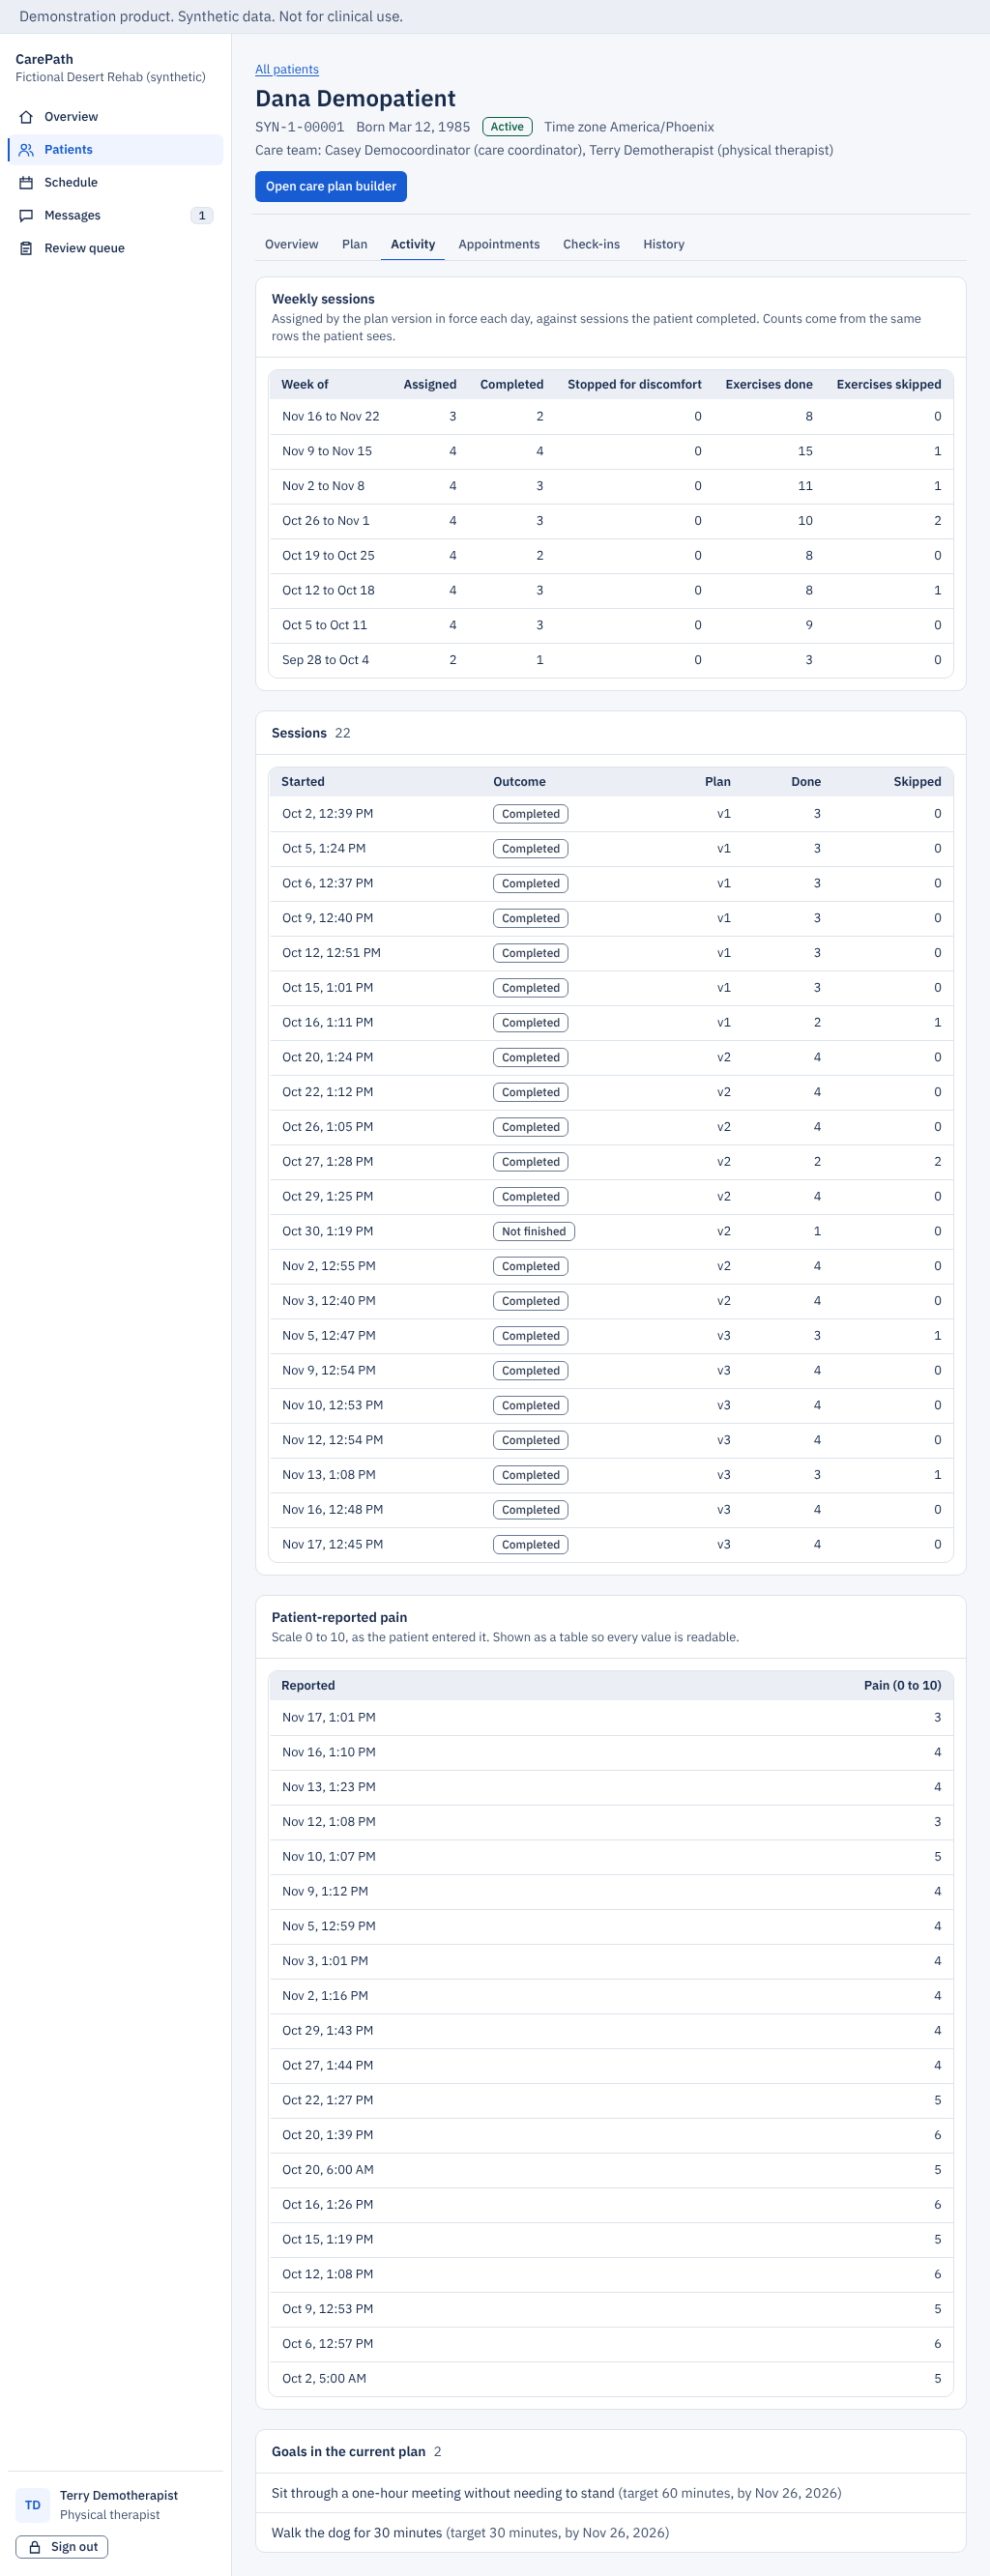 Demonstration product. Synthetic data. Not for clinical use.
CarePath
Fictional Desert Rehab (synthetic)
Overview
Patients
Schedule
Messages 1
Review queue
All patients
Dana Demopatient
SYN-1-00001 Born Mar 12, 1985 Active Time zone America/Phoenix
Care team: Casey Democoordinator (care coordinator), Terry Demotherapist (physical therapist)
Open care plan builder
Overview Plan Activity Appointments Check-ins History
Weekly sessions
Assigned by the plan version in force each day, against sessions the patient completed. Counts come from the same
rows the patient sees.
Week of Assigned Completed Stopped for discomfort Exercises done Exercises skipped
Nov 16 to Nov 22 3 2 0 8 0
Nov 9 to Nov 15 4 4 0 15 1
Nov 2 to Nov 8 4 3 0 11 1
Oct 26 to Nov 1 4 3 0 10 2
Oct 19 to Oct 25 4 2 0 8 0
Oct 12 to Oct 18 4 3 0 8 1
Oct 5 to Oct 11 4 3 0 9 0
Sep 28 to Oct 4 2 1 0 3 0
Sessions 22
Started Outcome Plan Done Skipped
Oct 2, 12:39 PM Completed v1 3 0
Oct 5, 1:24 PM Completed v1 3 0
Oct 6, 12:37 PM Completed v1 3 0
Oct 9, 12:40 PM Completed v1 3 0
Oct 12, 12:51 PM Completed v1 3 0
Oct 15, 1:01 PM Completed v1 3 0
Oct 16, 1:11 PM Completed v1 2 1
Oct 20, 1:24 PM Completed v2 4 0
Oct 22, 1:12 PM Completed v2 4 0
Oct 26, 1:05 PM Completed v2 4 0
Oct 27, 1:28 PM Completed v2 2 2
Oct 29, 1:25 PM Completed v2 4 0
Oct 30, 1:19 PM Not finished v2 1 0
Nov 2, 12:55 PM Completed v2 4 0
Nov 3, 12:40 PM Completed v2 4 0
Nov 5, 12:47 PM Completed v3 3 1
Nov 9, 12:54 PM Completed v3 4 0
Nov 10, 12:53 PM Completed v3 4 0
Nov 12, 12:54 PM Completed v3 4 0
Nov 13, 1:08 PM Completed v3 3 1
Nov 16, 12:48 PM Completed v3 4 0
Nov 17, 12:45 PM Completed v3 4 0
Patient-reported pain
Scale 0 to 10, as the patient entered it. Shown as a table so every value is readable.
Reported Pain (0 to 10)
Nov 17, 1:01 PM 3
Nov 16, 1:10 PM 4
Nov 13, 1:23 PM 4
Nov 12, 1:08 PM 3
Nov 10, 1:07 PM 5
Nov 9, 1:12 PM 4
Nov 5, 12:59 PM 4
Nov 3, 1:01 PM 4
Nov 2, 1:16 PM 4
Oct 29, 1:43 PM 4
Oct 27, 1:44 PM 4
Oct 22, 1:27 PM 5
Oct 20, 1:39 PM 6
Oct 20, 6:00 AM 5
Oct 16, 1:26 PM 6
Oct 15, 1:19 PM 5
Oct 12, 1:08 PM 6
Oct 9, 12:53 PM 5
Oct 6, 12:57 PM 6
Oct 2, 5:00 AM 5
Goals in the current plan 2
Sit through a one-hour meeting without needing to stand (target 60 minutes, by Nov 26, 2026)
Walk the dog for 30 minutes (target 30 minutes, by Nov 26, 2026)
TD
Terry Demotherapist
Physical therapist
Sign out